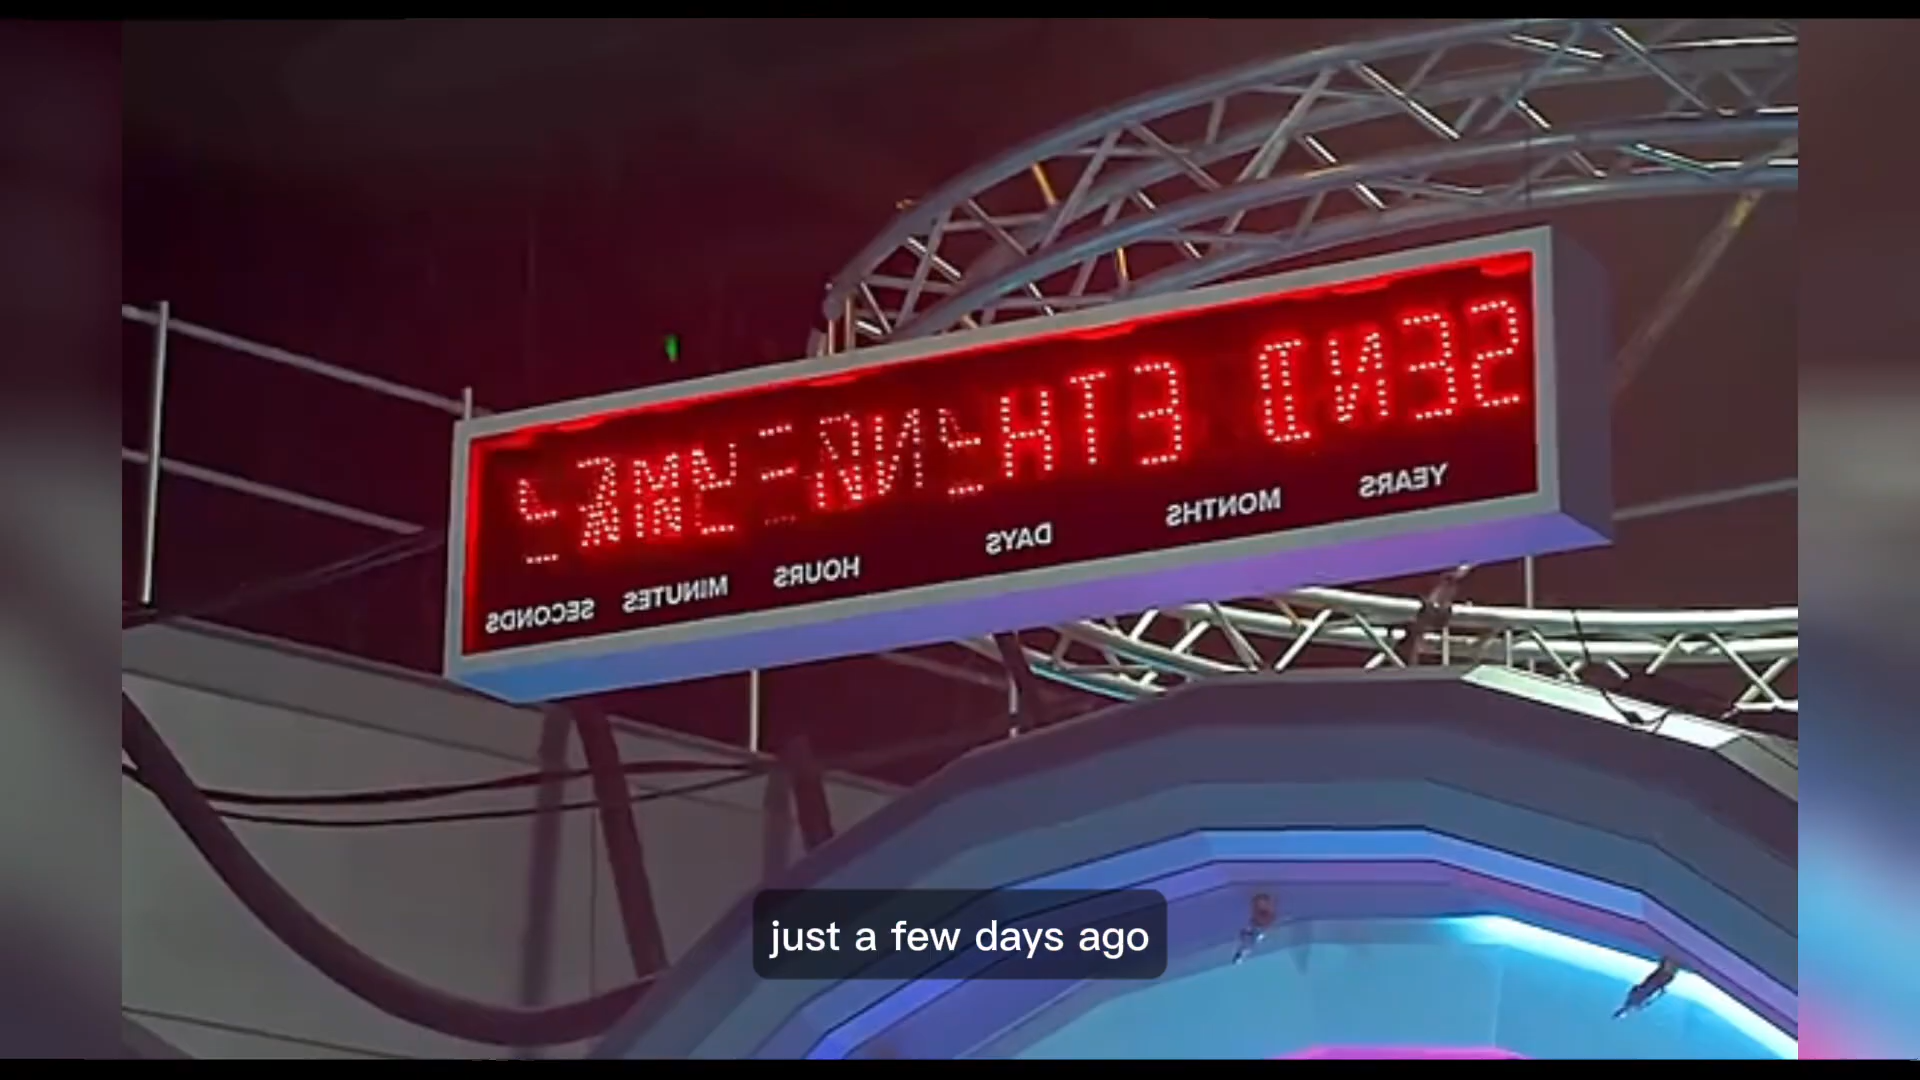 SEND ETH
YEARS MONTHS DAYS HOURS MINUTES SECONDS
just a few days ago